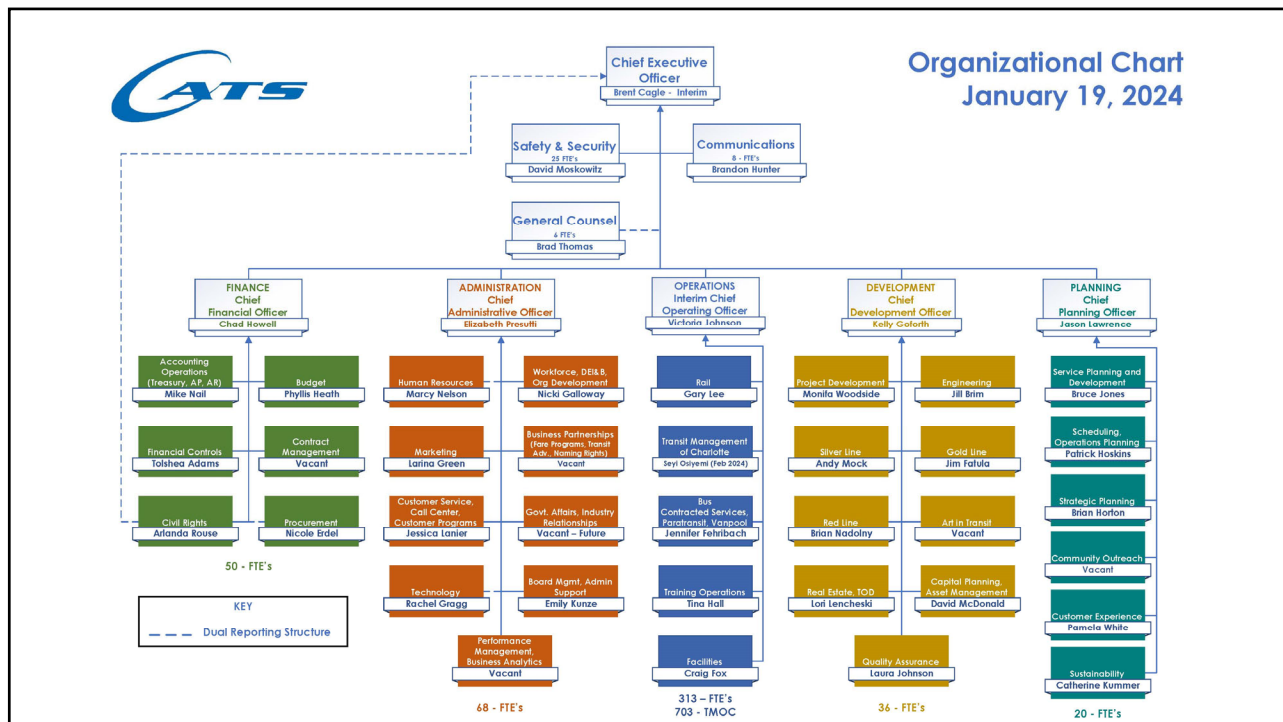 CATS
Organizational Chart
January 19, 2024
Chief Executive
Officer
Brent Cagle - Interim
Safety & Security
25 FTE's
David Moskowitz
Communications
8 - FTE's
Brandon Hunter
General Counsel
6 FTE's
Brad Thomas
FINANCE
Chief
Financial Officer
Chad Howell
Accounting
Operations
(Treasury, AP, AR)
Mike Nail
Budget
Phyllis Heath
Financial Controls
Tolshea Adams
Contract
Management
Vacant
Civil Rights
Arlanda Rouse
Procurement
Nicole Erdel
50 - FTE's
KEY
Dual Reporting Structure
ADMINISTRATION
Chief
Administrative Officer
Elizabeth Presutti
Human Resources
Marcy Nelson
Workforce, DEI&B,
Org Development
Nicki Galloway
Marketing
Larina Green
Business Partnerships
(Fare Programs, Transit
Adv., Naming Rights)
Vacant
Customer Service,
Call Center,
Customer Programs
Jessica Lanier
Govt. Affairs, Industry
Relationships
Vacant – Future
Technology
Rachel Gragg
Board Mgmt, Admin
Support
Emily Kunze
Performance
Management,
Business Analytics
Vacant
68 - FTE's
OPERATIONS
Interim Chief
Operating Officer
Victoria Johnson
Rail
Gary Lee
Transit Management
of Charlotte
Seyi Osiyemi (Feb 2024)
Bus
Contracted Services,
Paratransit, Vanpool
Jennifer Fehribach
Training Operations
Tina Hall
Facilities
Craig Fox
313 – FTE's
703 - TMOC
DEVELOPMENT
Chief
Development Officer
Kelly Goforth
Project Development
Monifa Woodside
Engineering
Jill Brim
Silver Line
Andy Mock
Gold Line
Jim Fatula
Red Line
Brian Nadolny
Art in Transit
Vacant
Real Estate, TOD
Lori Lencheski
Capital Planning,
Asset Management
David McDonald
Quality Assurance
Laura Johnson
36 - FTE's
PLANNING
Chief
Planning Officer
Jason Lawrence
Service Planning and
Development
Bruce Jones
Scheduling,
Operations Planning
Patrick Hoskins
Strategic Planning
Brian Horton
Community Outreach
Vacant
Customer Experience
Pamela White
Sustainability
Catherine Kummer
20 - FTE's